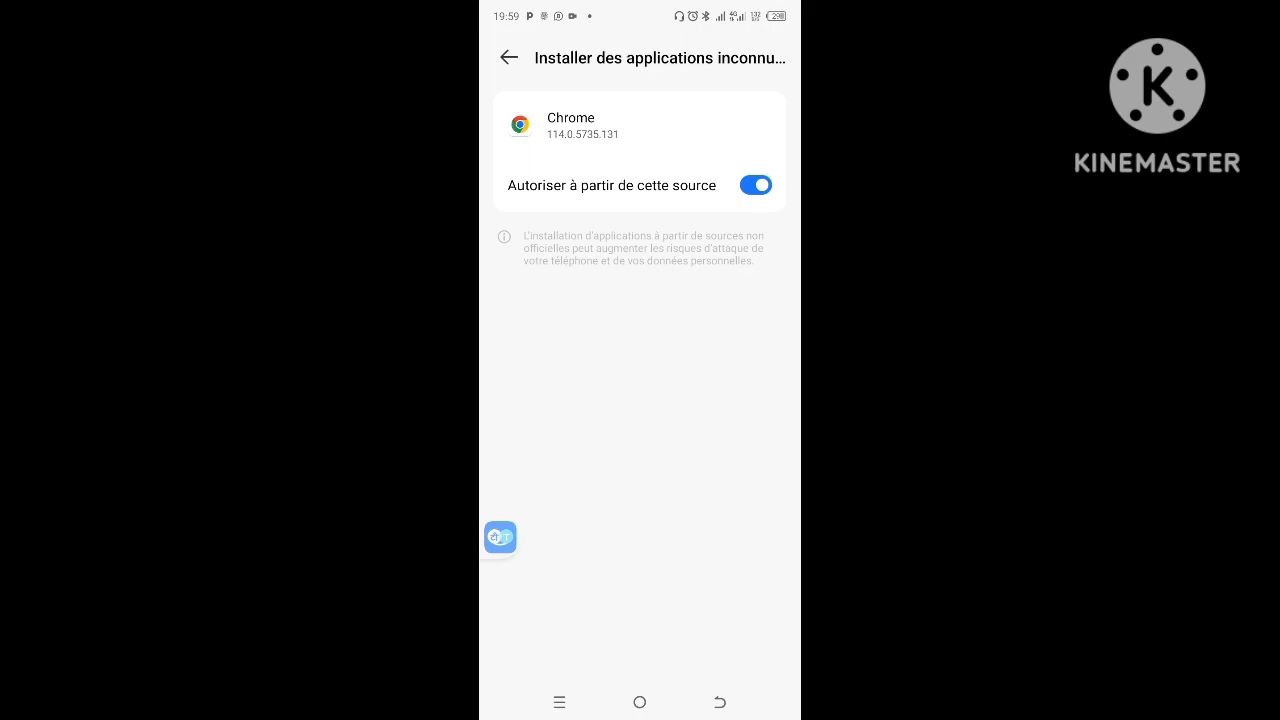 19:59
Installer des applications inconnu...
Chrome
114.0.5735.131
Autoriser à partir de cette source
L'installation d'applications à partir de sources non
officielles peut augmenter les risques d'attaque de
votre téléphone et de vos données personnelles.
K
KINEMASTER